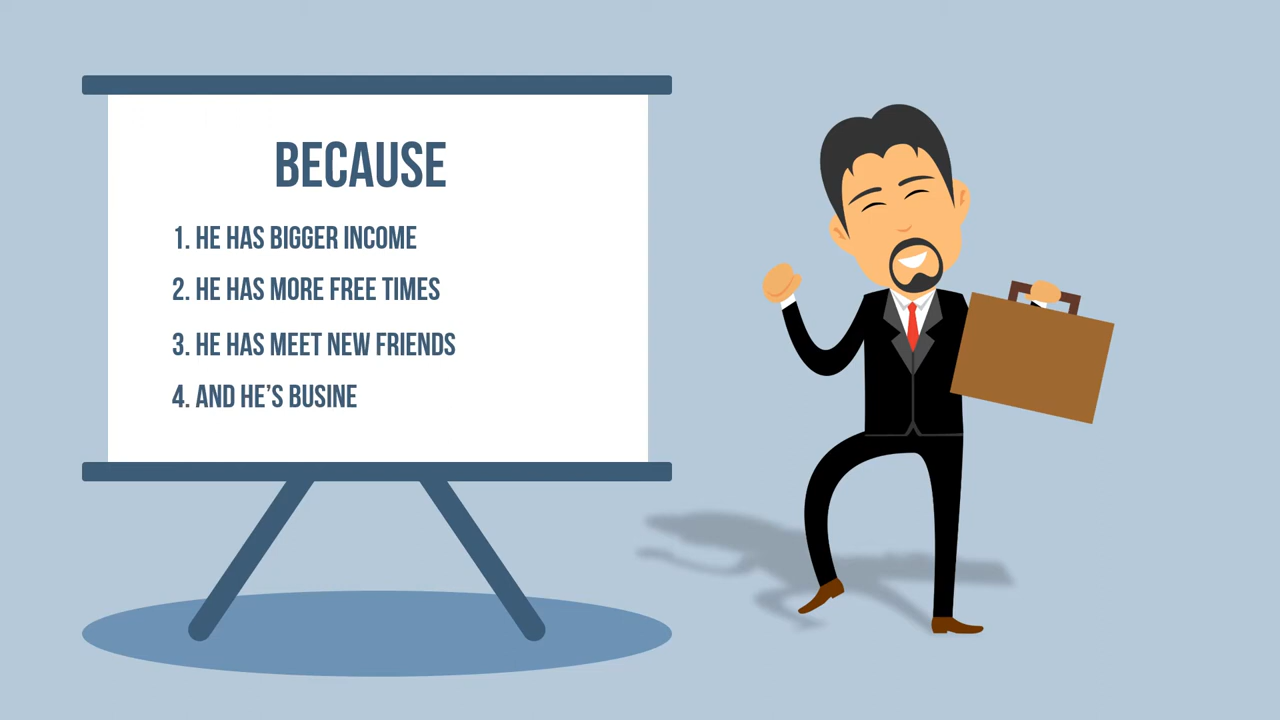 BECAUSE
1. HE HAS BIGGER INCOME
2. HE HAS MORE FREE TIMES
3. HE HAS MEET NEW FRIENDS
4. AND HE'S BUSINE